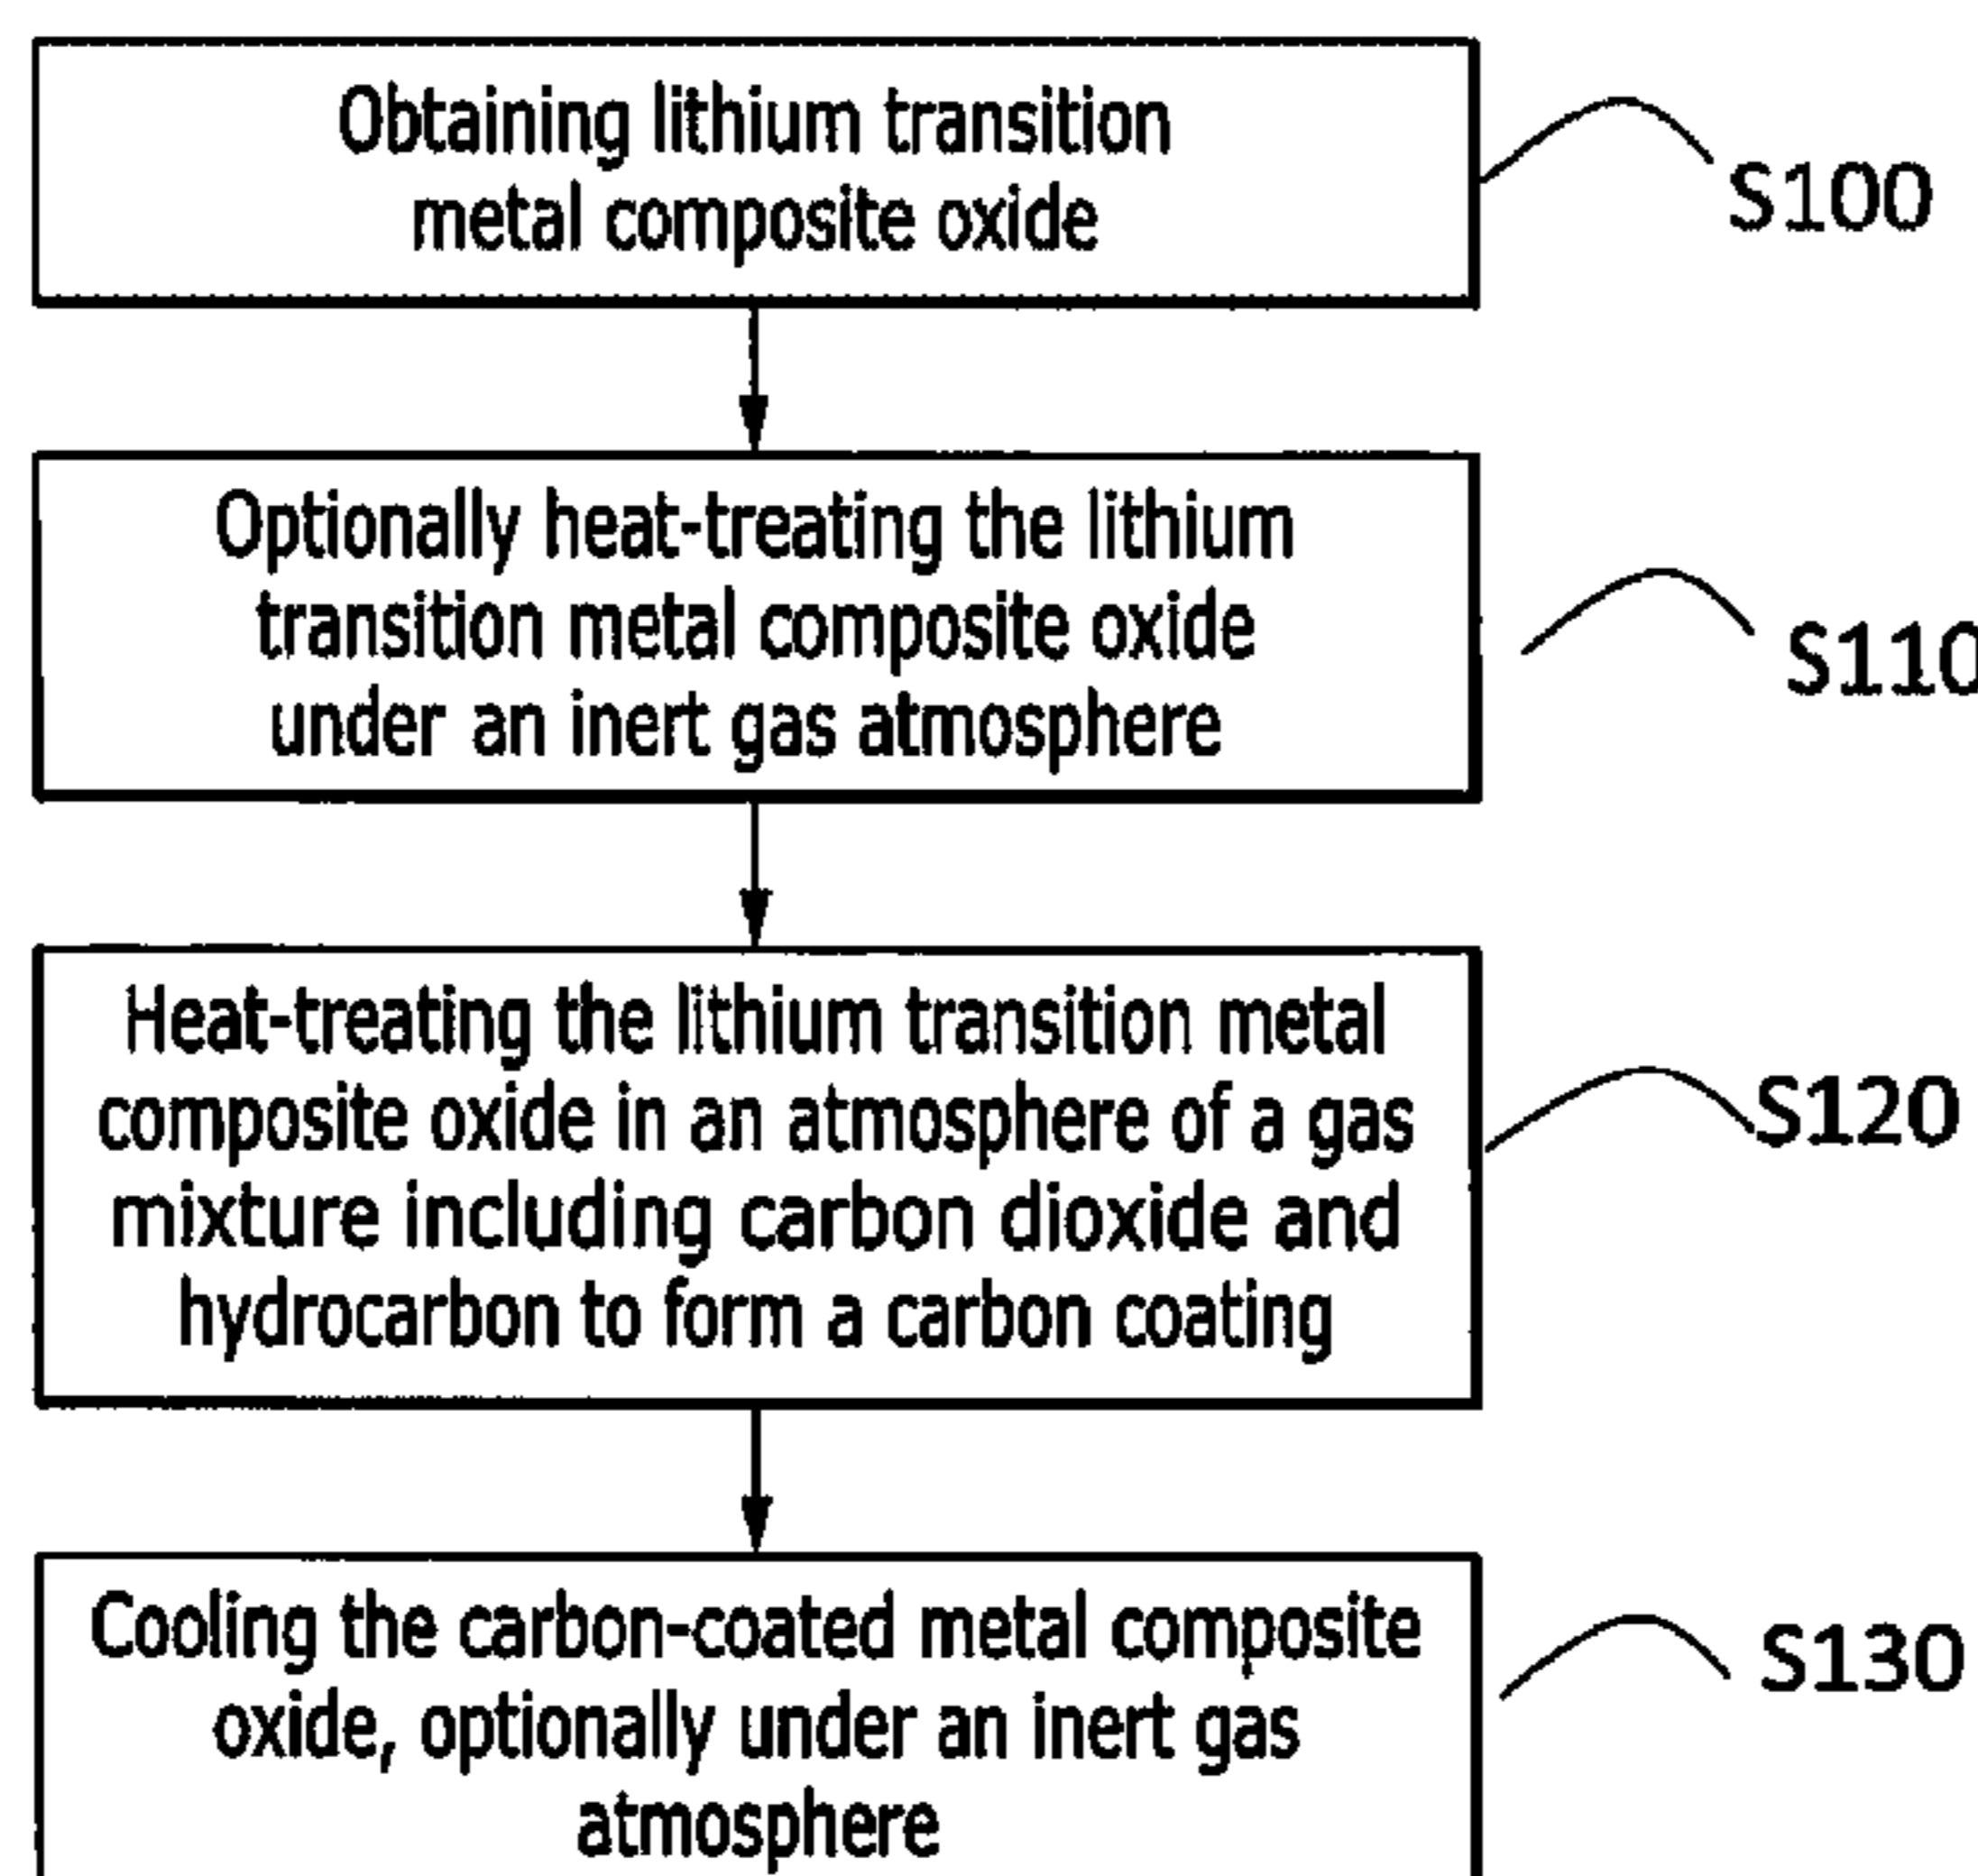 Obtaining lithium transition
metal composite oxide
S100
Optionally heat-treating the lithium
transition metal composite oxide
under an inert gas atmosphere
S110
Heat-treating the lithium transition metal
composite oxide in an atmosphere of a gas
mixture including carbon dioxide and
hydrocarbon to form a carbon coating
S120
Cooling the carbon-coated metal composite
oxide, optionally under an inert gas
atmosphere
S130